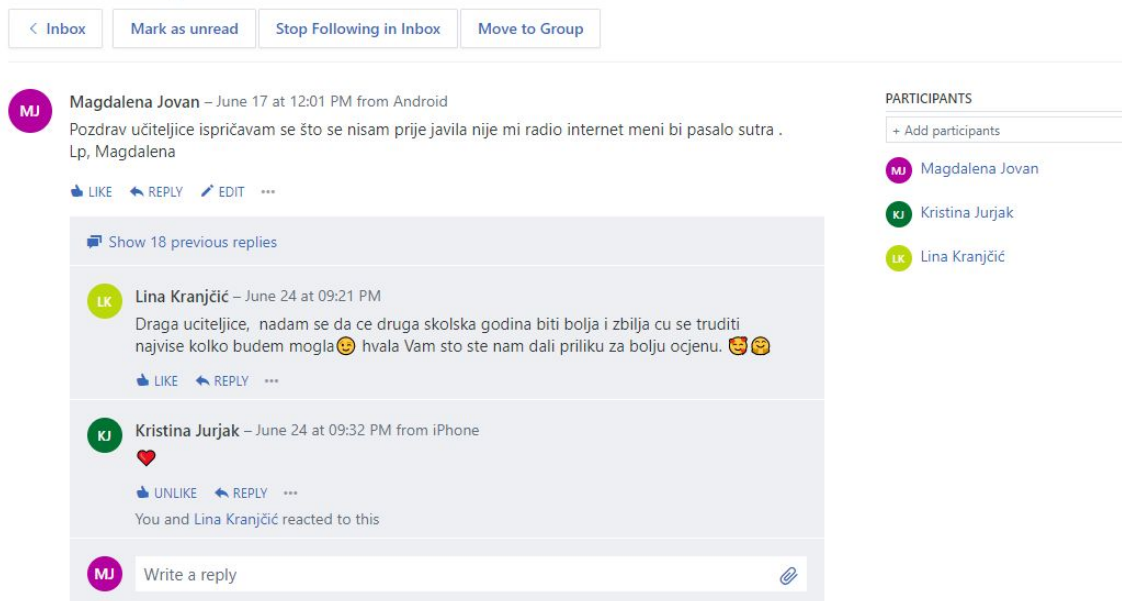 < Inbox
Mark as unread
Stop Following in Inbox
Move to Group
MJ
Magdalena Jovan – June 17 at 12:01 PM from Android
Pozdrav učiteljice ispričavam se što se nisam prije javila nije mi radio internet meni bi pasalo sutra .
Lp, Magdalena
LIKE REPLY EDIT ...
Show 18 previous replies
LK
Lina Kranjčić – June 24 at 09:21 PM
Draga uciteljice,  nadam se da ce druga skolska godina biti bolja i zbilja cu se truditi
najvise kolko budem mogla😉 hvala Vam sto ste nam dali priliku za bolju ocjenu. 🥰🤗
LIKE REPLY ...
KJ
Kristina Jurjak – June 24 at 09:32 PM from iPhone
❤
UNLIKE REPLY ...
You and Lina Kranjčić reacted to this
MJ
Write a reply
PARTICIPANTS
+ Add participants
MJ Magdalena Jovan
KJ Kristina Jurjak
LK Lina Kranjčić